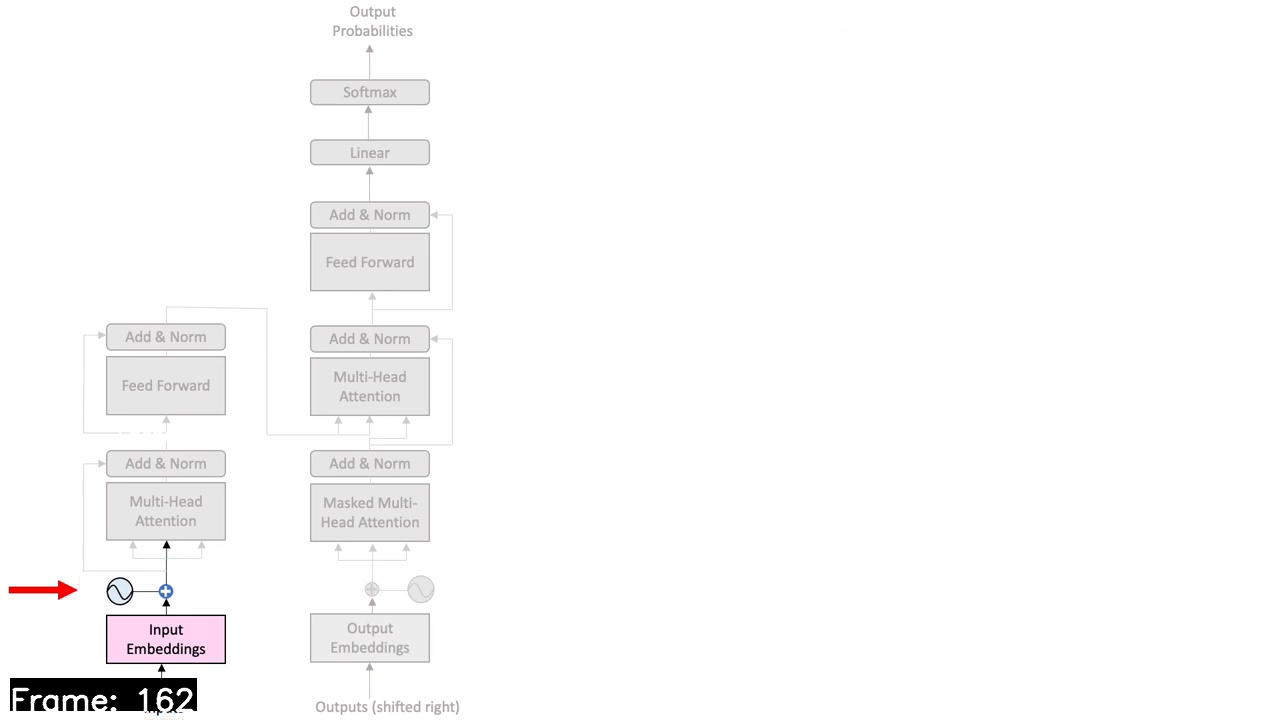 Output
Probabilities
Softmax
Linear
Add & Norm
Feed Forward
Add & Norm
Multi-Head
Attention
Add & Norm
Masked Multi-
Head Attention
Output
Embeddings
Outputs (shifted right)
Add & Norm
Feed Forward
Add & Norm
Multi-Head
Attention
Input
Embeddings
Frame: 162